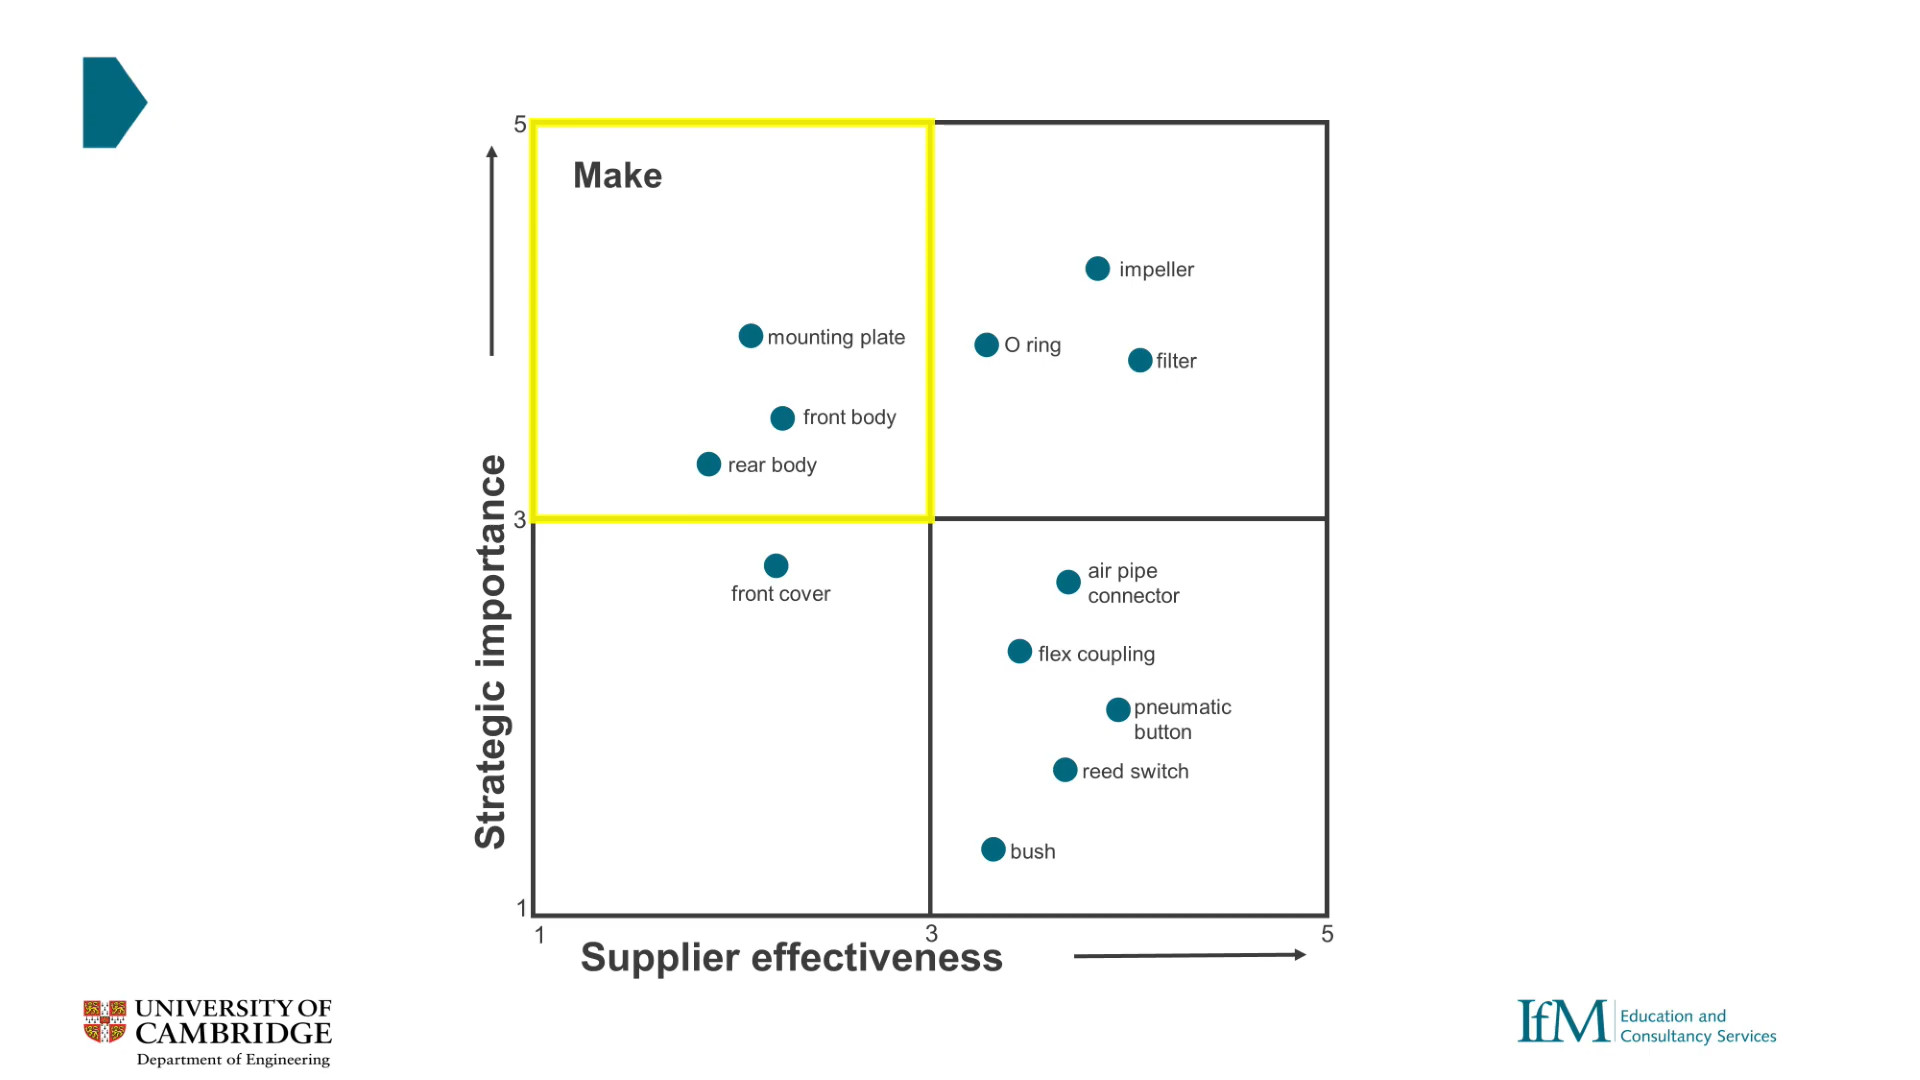 5
Make
impeller
mounting plate
O ring
filter
front body
rear body
3
Strategic importance
front cover
air pipe
connector
flex coupling
pneumatic
button
reed switch
bush
1
1
3
5
Supplier effectiveness
UNIVERSITY OF
CAMBRIDGE
Department of Engineering
IfM
Education and
Consultancy Services